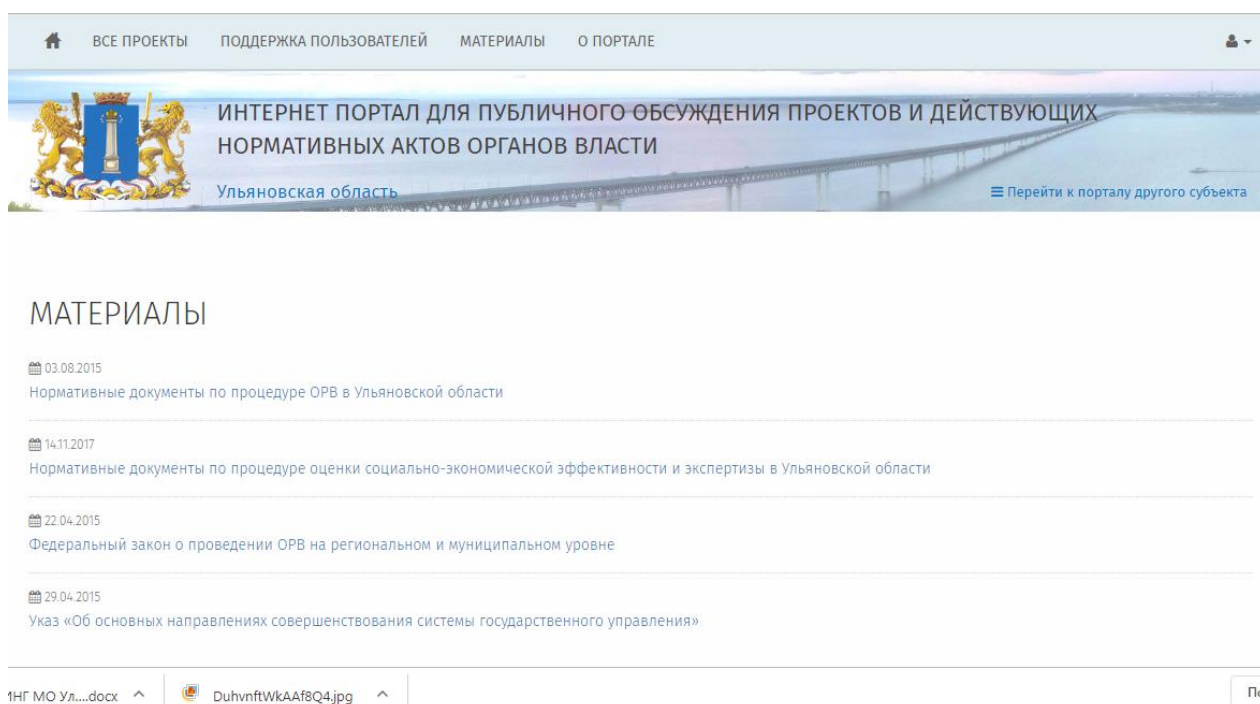 ВСЕ ПРОЕКТЫ ПОДДЕРЖКА ПОЛЬЗОВАТЕЛЕЙ МАТЕРИАЛЫ О ПОРТАЛЕ
ИНТЕРНЕТ ПОРТАЛ ДЛЯ ПУБЛИЧНОГО ОБСУЖДЕНИЯ ПРОЕКТОВ И ДЕЙСТВУЮЩИХ
НОРМАТИВНЫХ АКТОВ ОРГАНОВ ВЛАСТИ
Ульяновская область
Перейти к порталу другого субъекта
МАТЕРИАЛЫ
03.08.2015
Нормативные документы по процедуре ОРВ в Ульяновской области
14.11.2017
Нормативные документы по процедуре оценки социально-экономической эффективности и экспертизы в Ульяновской области
22.04.2015
Федеральный закон о проведении ОРВ на региональном и муниципальном уровне
29.04.2015
Указ «Об основных направлениях совершенствования системы государственного управления»
МО Ул....docx DuhvnftWkAAf8Q4.jpg